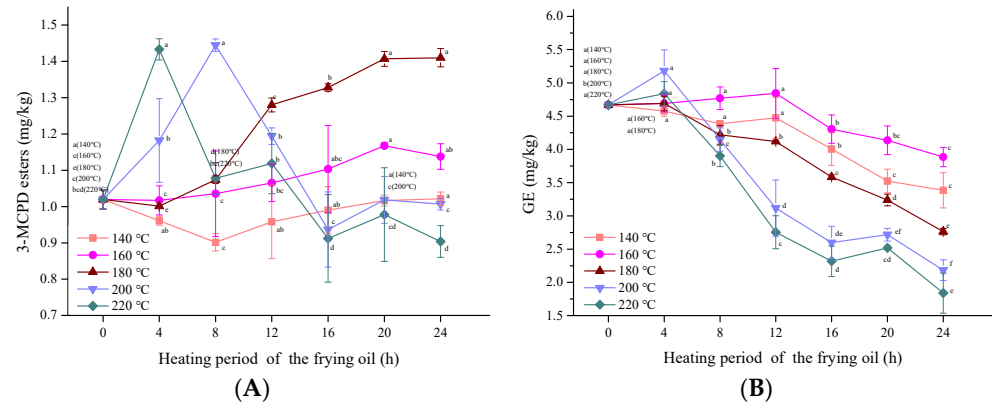 3-MCPD esters (mg/kg)
1.5
1.4
1.3
1.2
1.1
1.0
0.9
0.8
0.7
a(140℃)
c(160℃)
e(180℃)
c(200℃)
bcd(220℃)
a
b
ab
c
e
a
d(180℃)
bc(220℃)
c
c
c
b
b
bc
ab
b
abc
ab
c
d
a
b
a(140℃)
c(200℃)
cd
a
ab
a
c
d
140 ℃
160 ℃
180 ℃
200 ℃
220 ℃
0 4 8 12 16 20 24
Heating period of the frying oil (h)
(A)
GE (mg/kg)
6.0
5.5
5.0
4.5
4.0
3.5
3.0
2.5
2.0
1.5
a(140℃)
a(160℃)
a(180℃)
b(200℃)
a(220℃)
a(160℃)
a(180℃)
a
a
a
a
a
b
c
b
a
a
b
c
c
b
b
c
de
d
bc
d
d
ef
cd
c
d
e
f
e
140 ℃
160 ℃
180 ℃
200 ℃
220 ℃
0 4 8 12 16 20 24
Heating period of the frying oil (h)
(B)